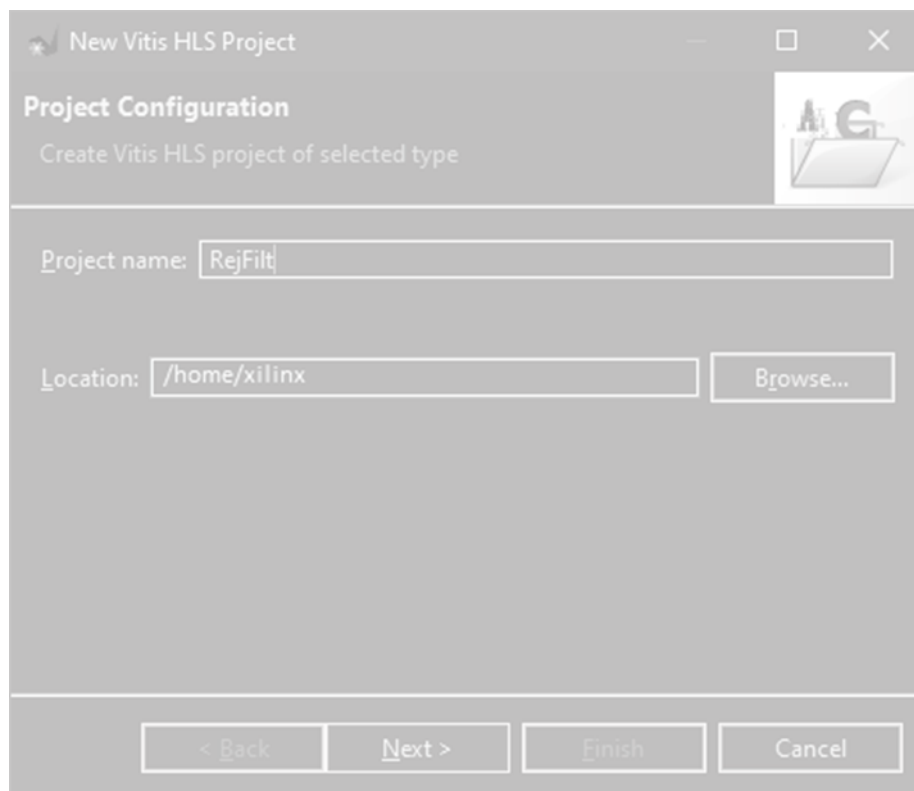 New Vitis HLS Project
Project Configuration
Create Vitis HLS project of selected type
Project name: RejFilt
Location: /home/xilinx Browse...
< Back Next > Finish Cancel